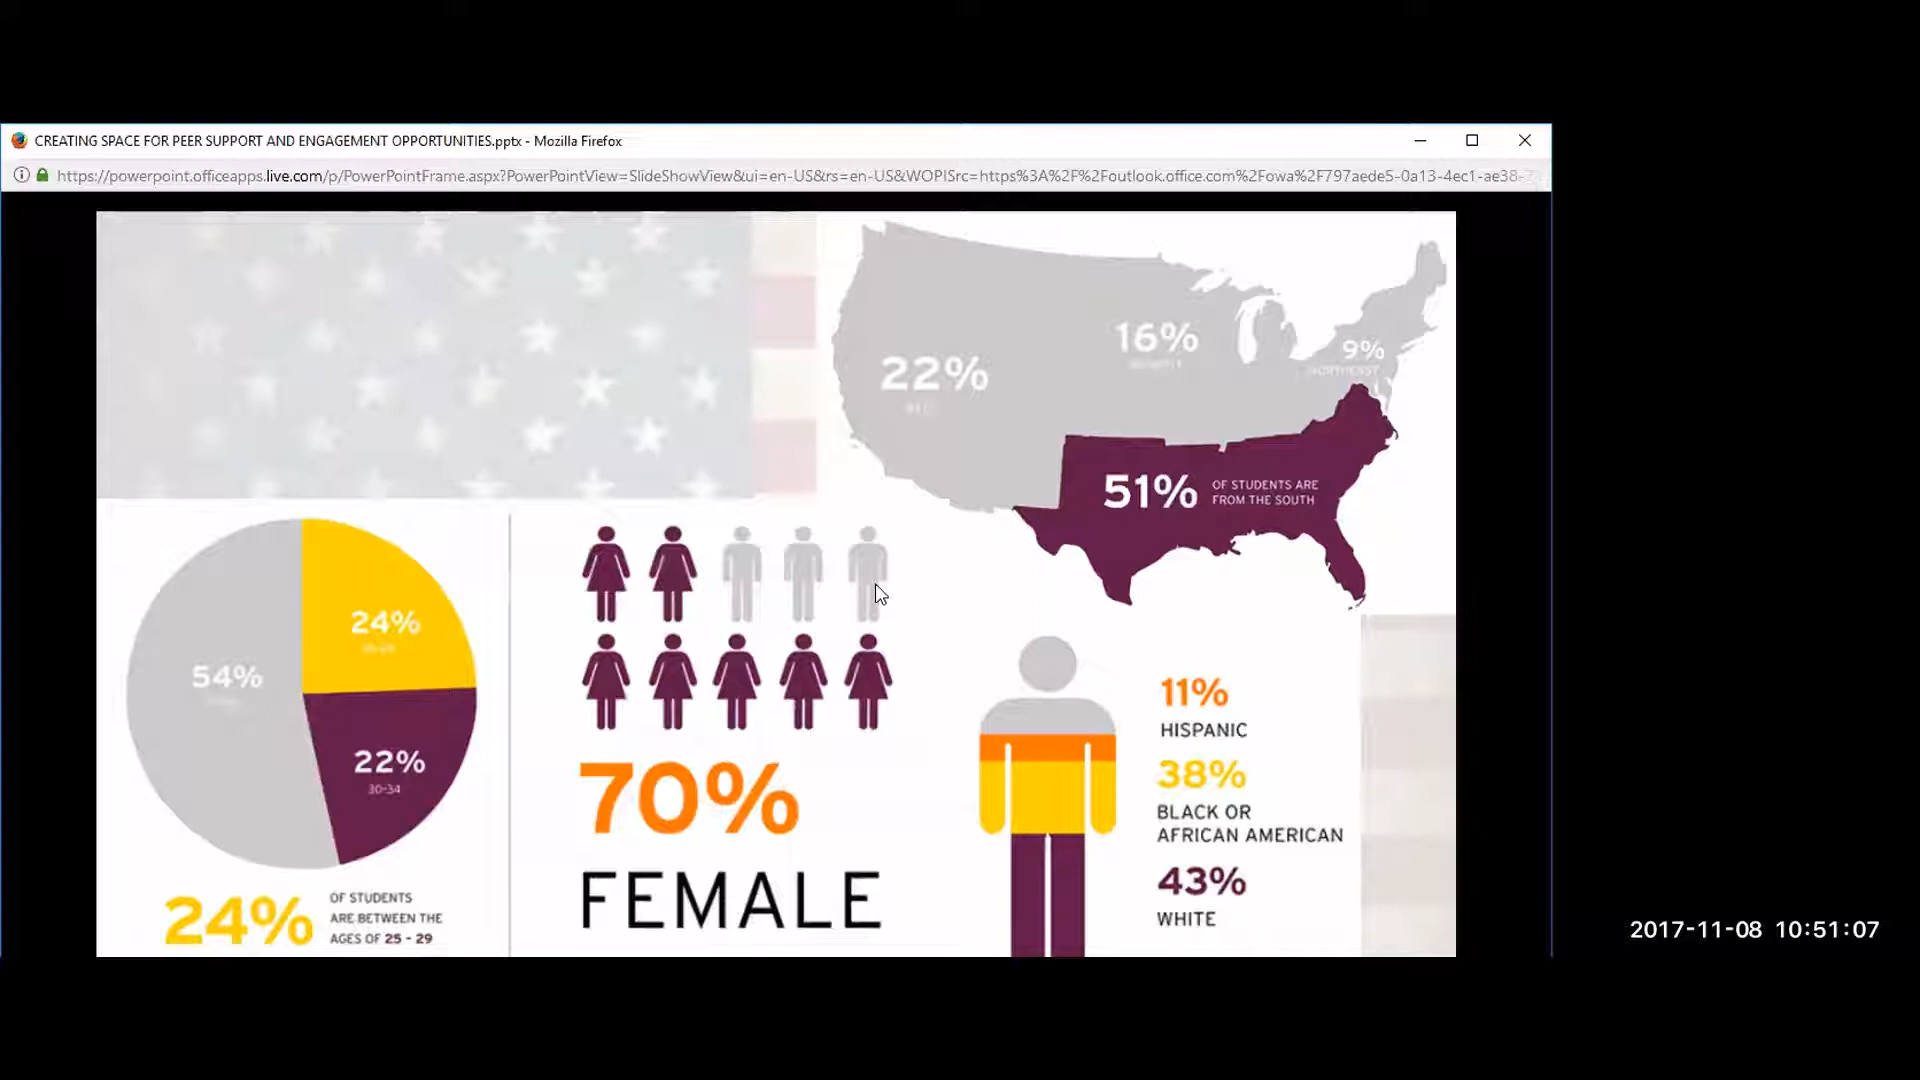 CREATING SPACE FOR PEER SUPPORT AND ENGAGEMENT OPPORTUNITIES.pptx - Mozilla Firefox
https://powerpoint.officeapps.live.com/p/PowerPointFrame.aspx?PowerPointView=SlideShowView&ui=en-US&rs=en-US&WOPISrc=https%3A%2F%2Foutlook.office.com%2Fowa%2F797aede5-0a13-4ec1-ae38-
22%
16%
9%
NORTHEAST
51%
OF STUDENTS ARE
FROM THE SOUTH
54%
24%
22%
30-34
24%
OF STUDENTS
ARE BETWEEN THE
AGES OF 25 - 29
70%
FEMALE
11%
HISPANIC
38%
BLACK OR
AFRICAN AMERICAN
43%
WHITE
2017-11-08 10:51:07